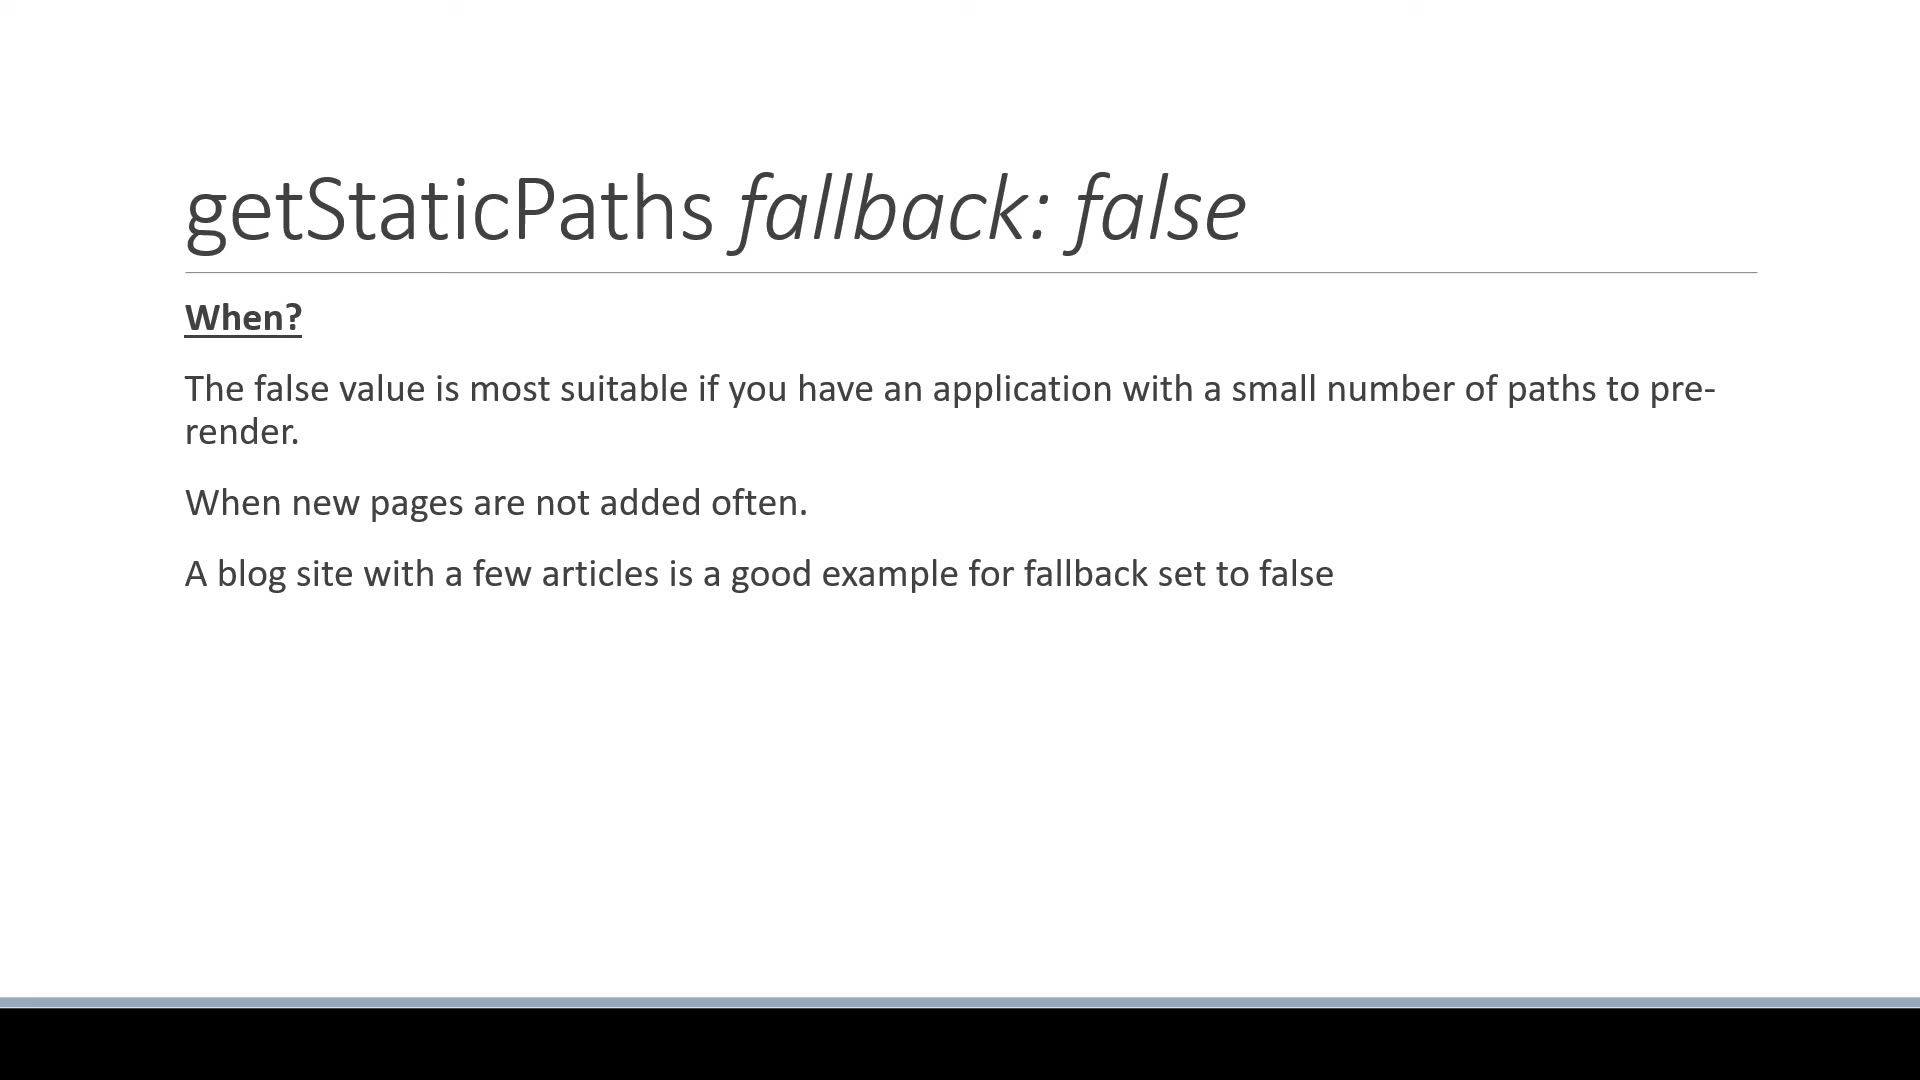 getStaticPaths fallback: false
When?
The false value is most suitable if you have an application with a small number of paths to pre-
render.
When new pages are not added often.
A blog site with a few articles is a good example for fallback set to false